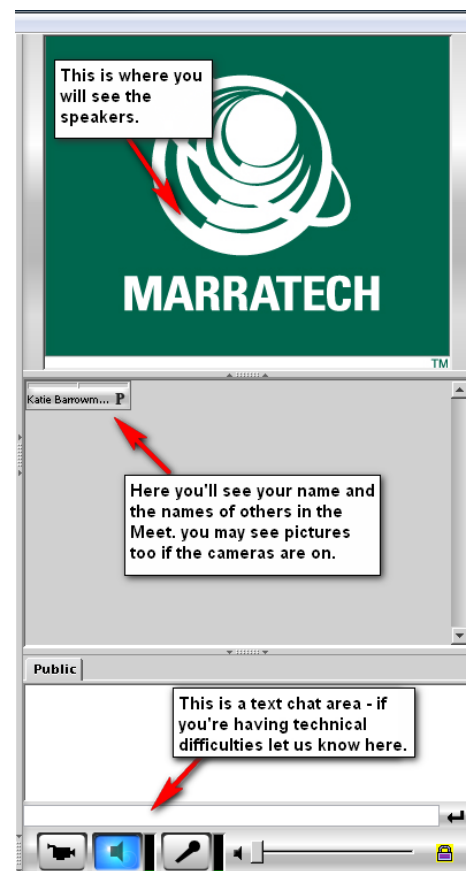 This is where you
will see the
speakers.
MARRATECH
TM
Katie Barrowm... P
Here you'll see your name and
the names of others in the
Meet. you may see pictures
too if the cameras are on.
Public
This is a text chat area - if
you're having technical
difficulties let us know here.